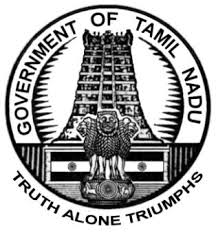 GOVERNMENT OF TAMIL NADU
TRUTH ALONE TRIUMPHS